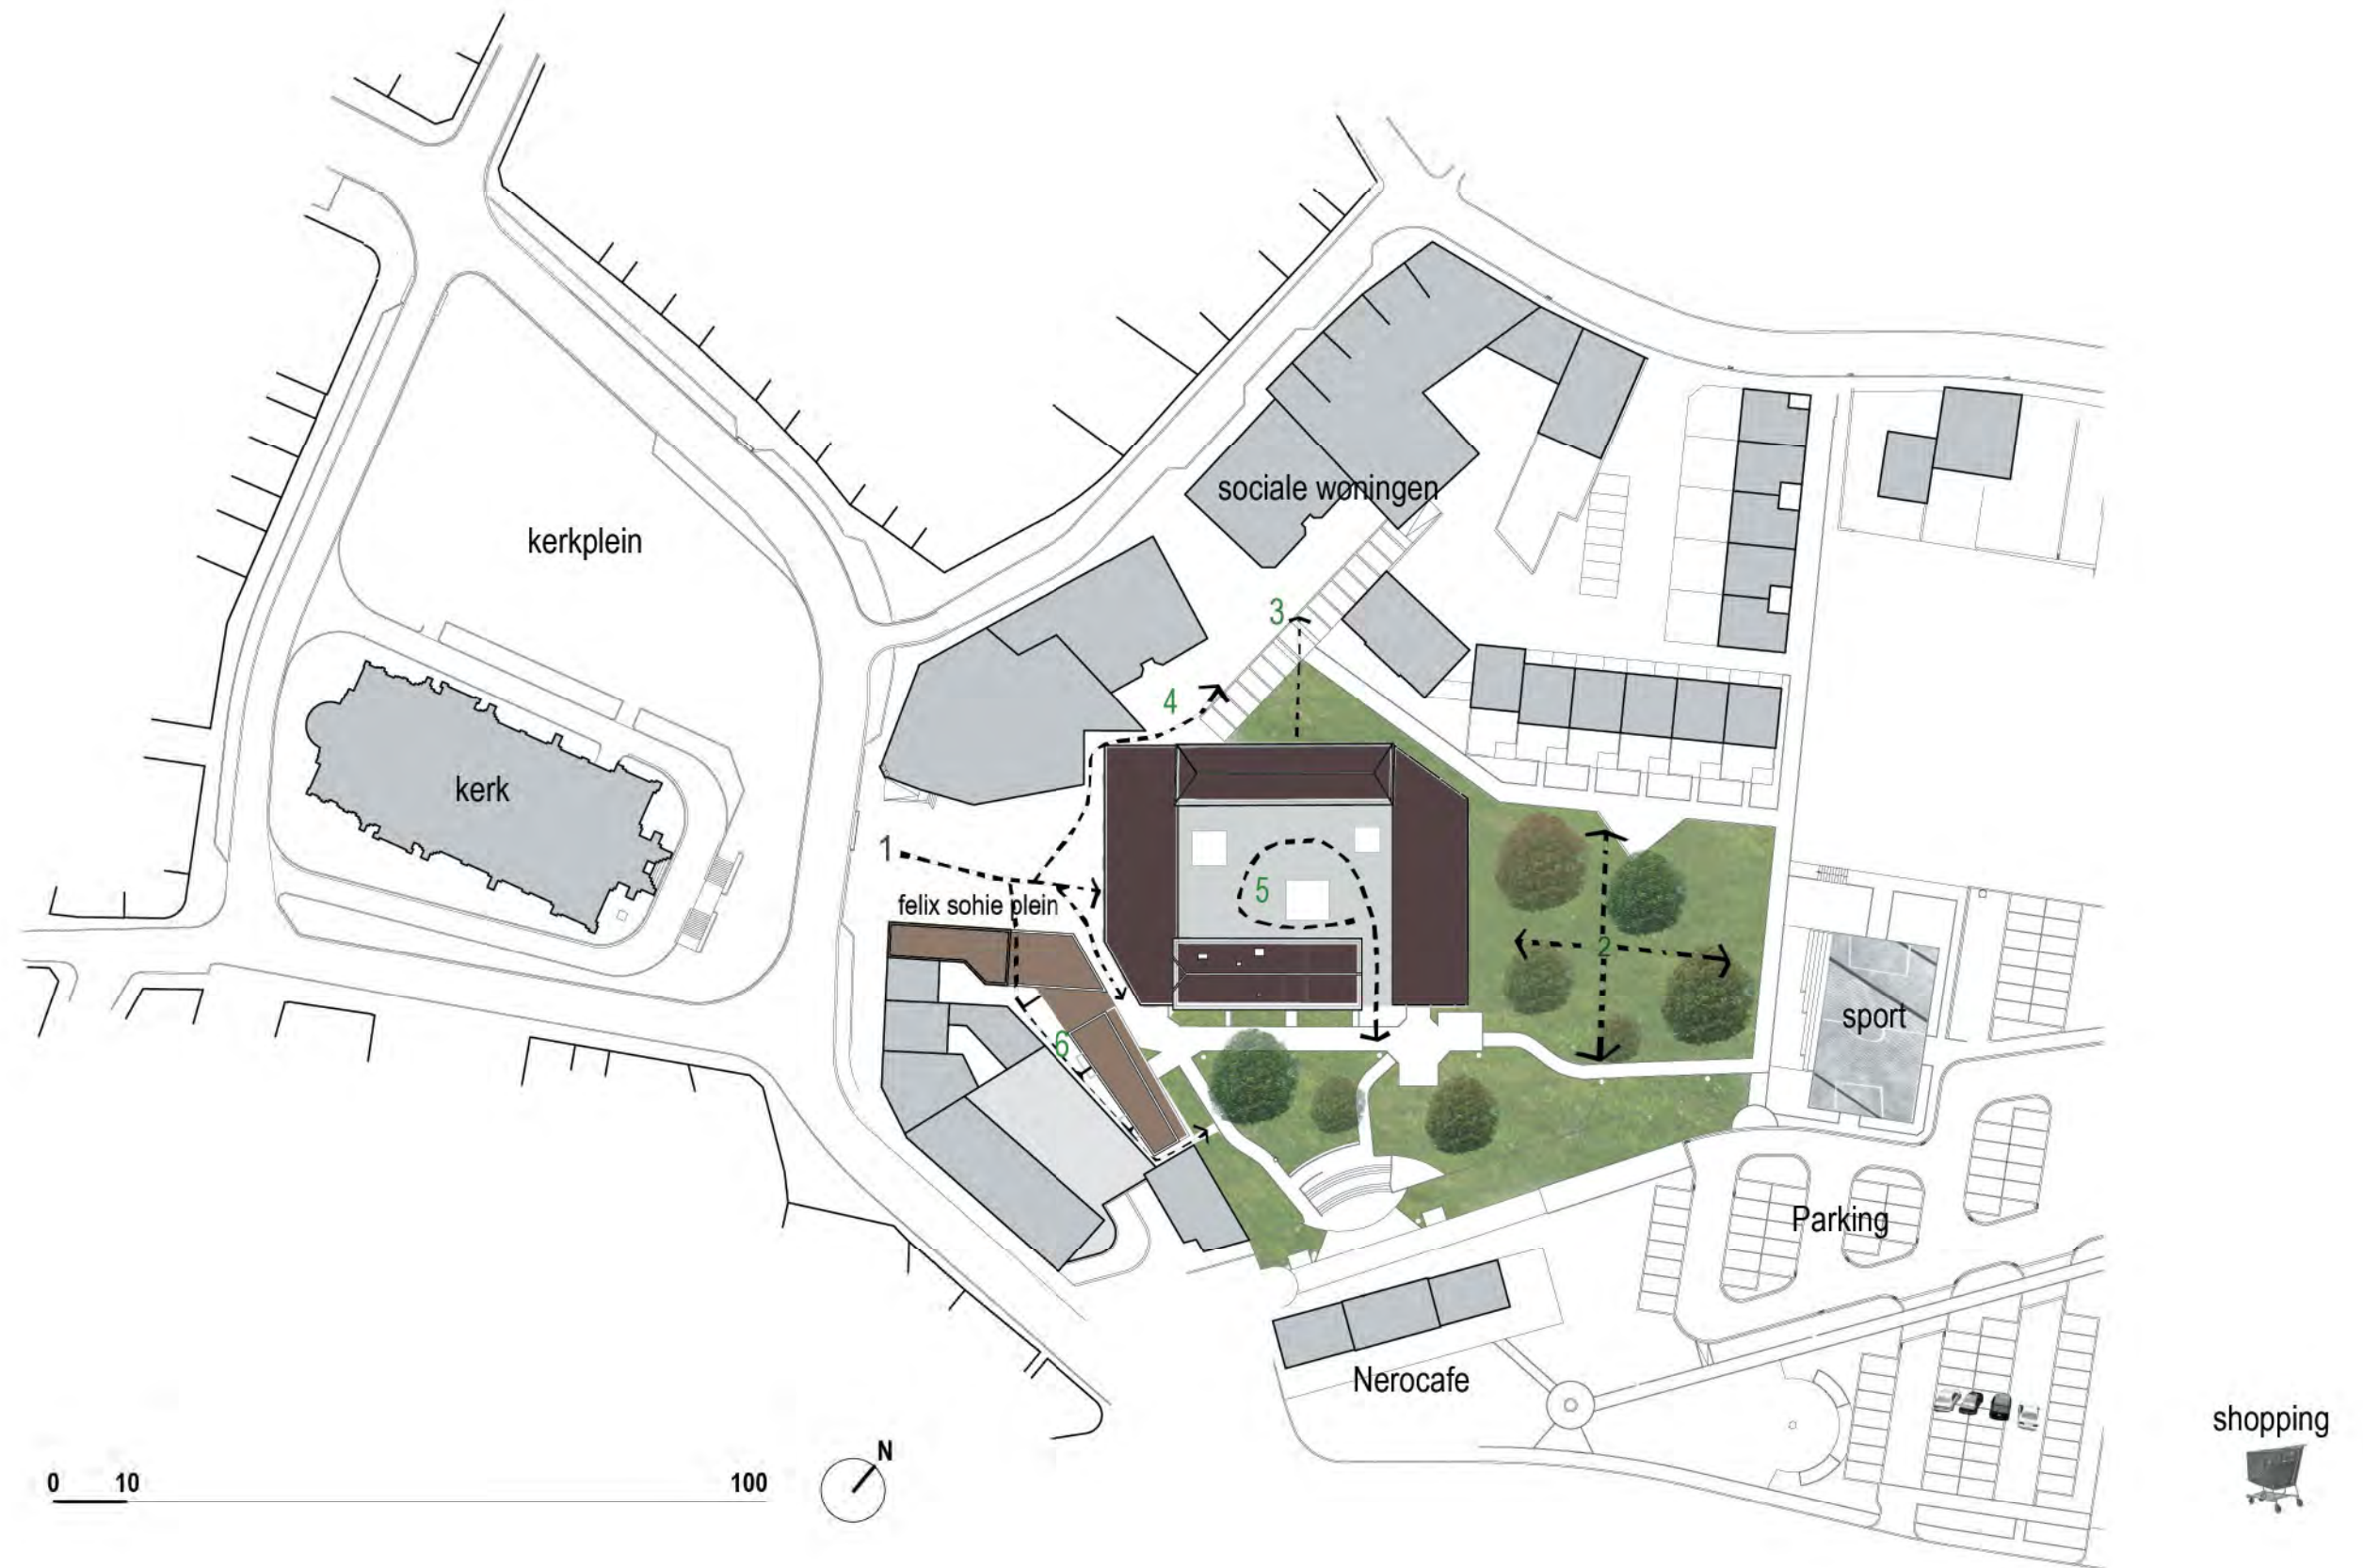 sociale woningen
kerkplein
3
4
kerk
1
5
felix sohie plein
2
sport
6
Parking
Nerocafe
shopping
N
0 10 100